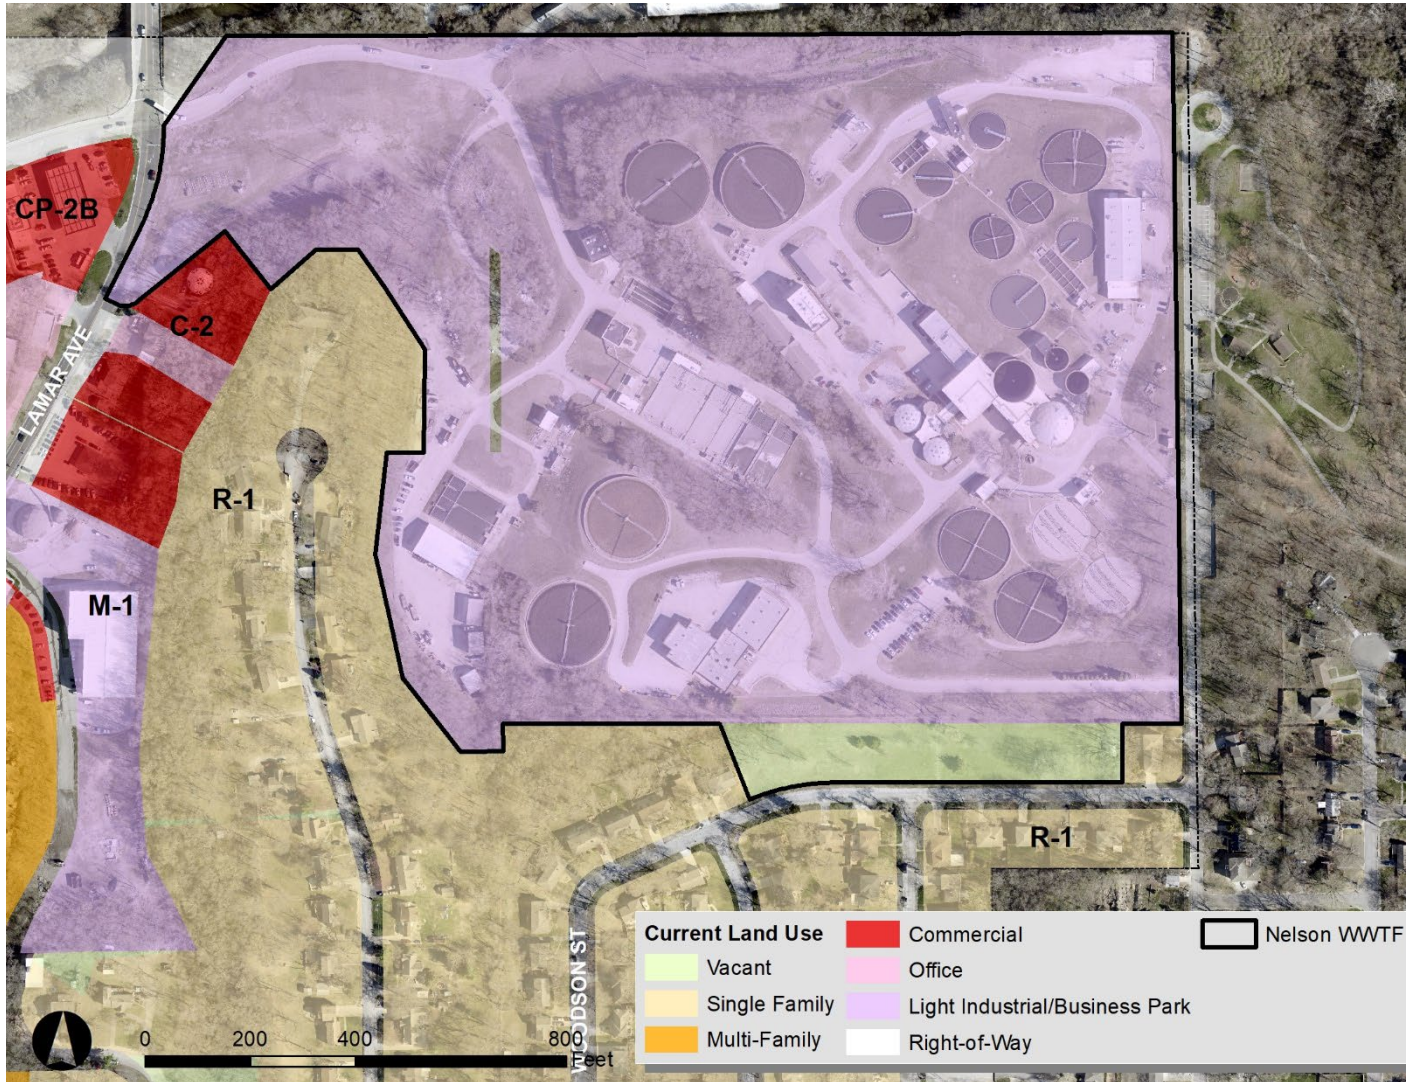 CP-2B
C-2
LAMAR AVE
R-1
M-1
R-1
WOODSON ST
0 200 400 800
Feet
Current Land Use
Vacant
Single Family
Multi-Family
Commercial
Office
Light Industrial/Business Park
Right-of-Way
Nelson WWTF